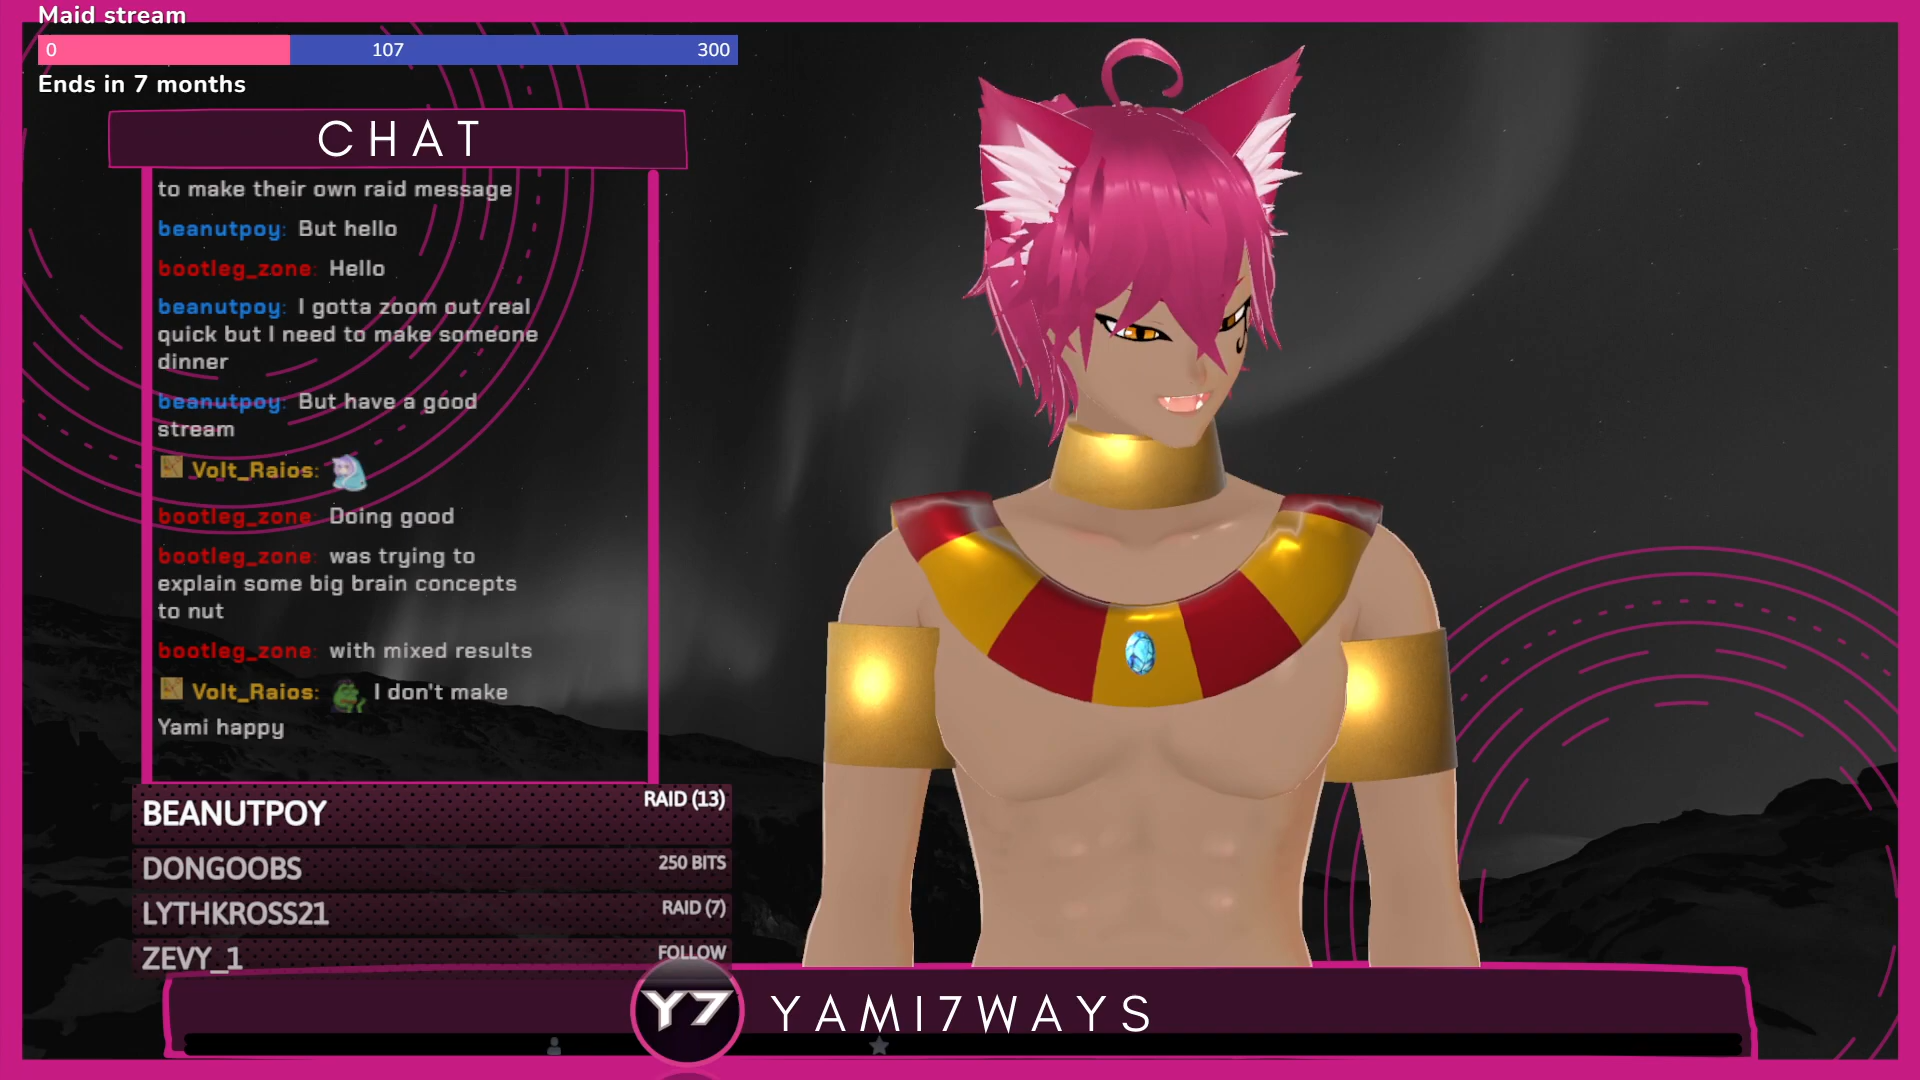 Maid stream
0 107 300
Ends in 7 months
CHAT
to make their own raid message
beanutpoy: But hello
bootleg_zone: Hello
beanutpoy: I gotta zoom out real
quick but I need to make someone
dinner
beanutpoy: But have a good
stream
Volt_Raios:
bootleg_zone: Doing good
bootleg_zone: was trying to
explain some big brain concepts
to nut
bootleg_zone: with mixed results
Volt_Raios: I don't make
Yami happy
BEANUTPOY RAID (13)
DONGOOBS 250 BITS
LYTHKROSS21 RAID (7)
ZEVY_1 FOLLOW
Y7 YAMI7WAYS